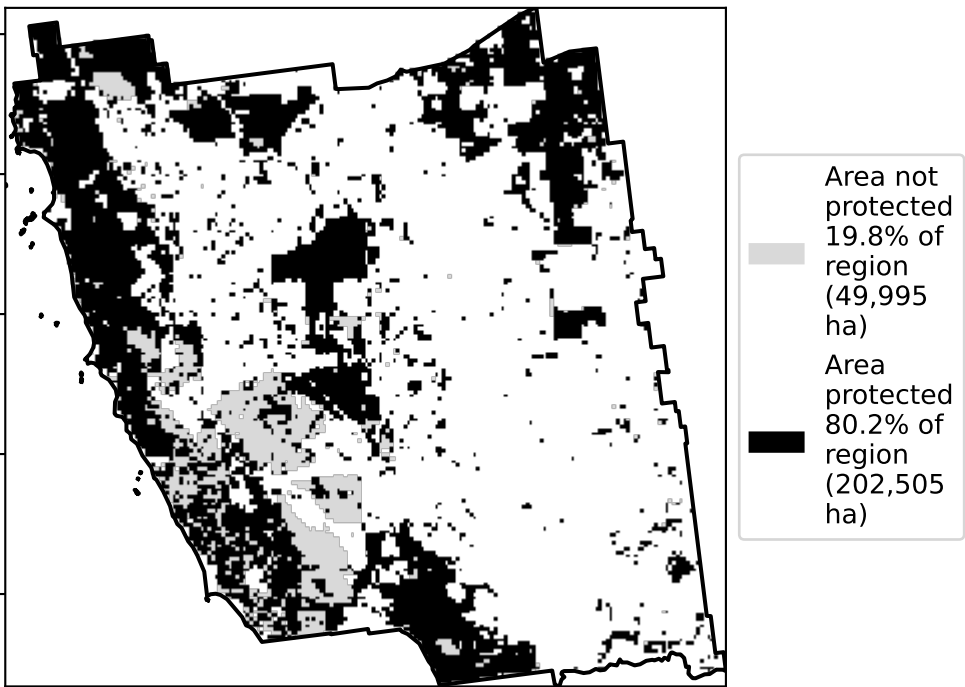 Area not
protected
19.8% of
region
(49,995
ha)
Area
protected
80.2% of
region
(202,505
ha)